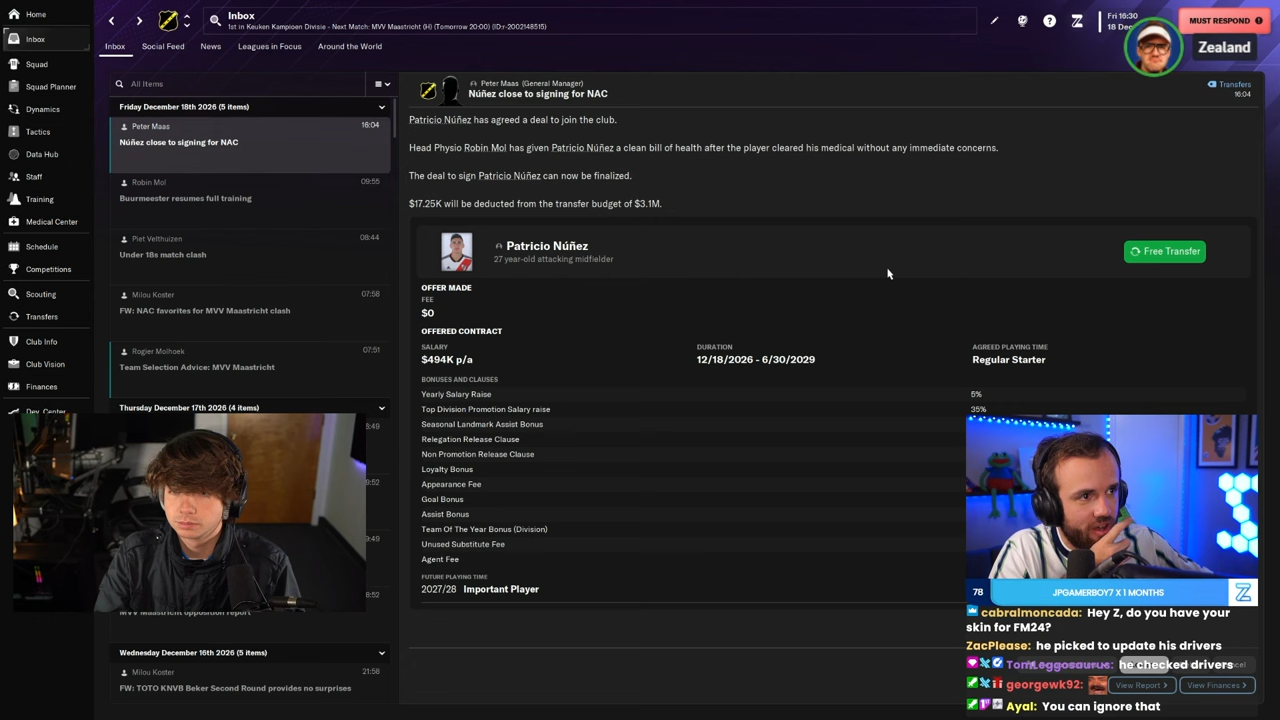 Home
Inbox
Squad
Squad Planner
Dynamics
Tactics
Data Hub
Staff
Training
Medical Center
Schedule
Competitions
Scouting
Transfers
Club Info
Club Vision
Finances
Dev. Center
Inbox
1st in Keuken Kampioen Divisie - Next Match: MVV Maastricht (H) (Tomorrow 20:00) (ID:r-2002148515)
Fri 16:30
18 Dec
MUST RESPOND
Zealand
Inbox
Social Feed
News
Leagues in Focus
Around the World
All Items
Friday December 18th 2026 (5 items)
Peter Maas
16:04
Núñez close to signing for NAC
Robin Mol
09:55
Buurmeester resumes full training
Piet Velthuizen
08:44
Under 18s match clash
Milou Koster
07:58
FW: NAC favorites for MVV Maastricht clash
Rogier Molhoek
07:51
Team Selection Advice: MVV Maastricht
Thursday December 17th 2026 (4 items)
8:49
9:52
9:49
8:52
MVV Maastricht opposition report
Wednesday December 16th 2026 (5 items)
Milou Koster
21:58
FW: TOTO KNVB Beker Second Round provides no surprises
Peter Maas (General Manager)
Núñez close to signing for NAC
Transfers
16:04
Patricio Núñez has agreed a deal to join the club.
Head Physio Robin Mol has given Patricio Núñez a clean bill of health after the player cleared his medical without any immediate concerns.
The deal to sign Patricio Núñez can now be finalized.
$17.25K will be deducted from the transfer budget of $3.1M.
Patricio Núñez
27 year-old attacking midfielder
Free Transfer
OFFER MADE
FEE
$0
OFFERED CONTRACT
SALARY
$494K p/a
DURATION
12/18/2026 - 6/30/2029
AGREED PLAYING TIME
Regular Starter
BONUSES AND CLAUSES
Yearly Salary Raise
5%
Top Division Promotion Salary raise
35%
Seasonal Landmark Assist Bonus
Relegation Release Clause
Non Promotion Release Clause
Loyalty Bonus
Appearance Fee
Goal Bonus
Assist Bonus
Team Of The Year Bonus (Division)
Unused Substitute Fee
Agent Fee
FUTURE PLAYING TIME
2027/28 Important Player
78
JPGAMERBOY7 X 1 MONTHS
cabralmoncada: Hey Z, do you have your
skin for FM24?
ZacPlease: he picked to update his drivers
TomLeggosaurus: he checked drivers
georgewk92:
View Report
View Finances
Ayal: You can ignore that